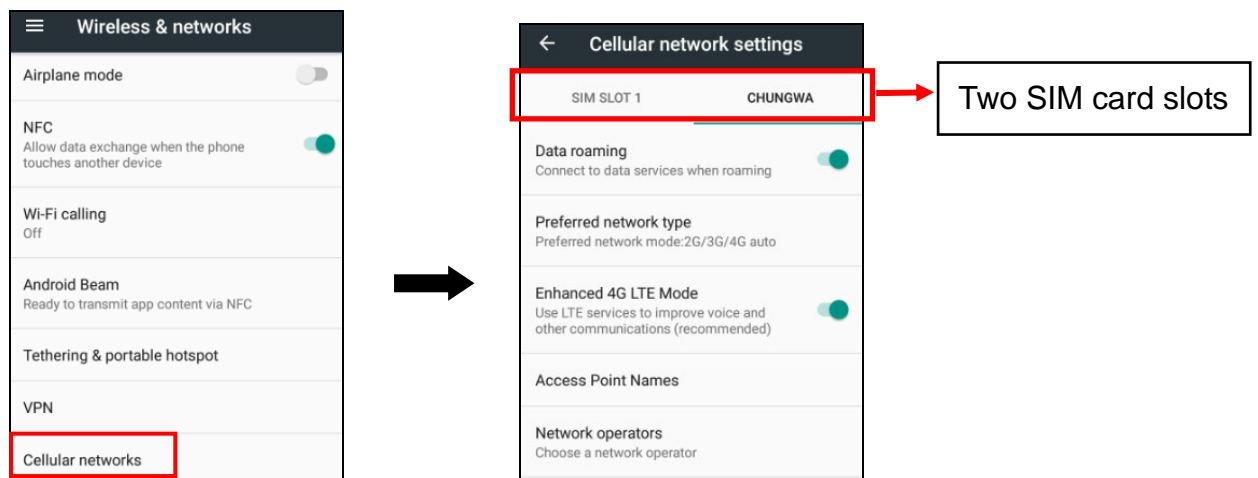 Wireless & networks
Airplane mode
NFC
Allow data exchange when the phone
touches another device
Wi-Fi calling
Off
Android Beam
Ready to transmit app content via NFC
Tethering & portable hotspot
VPN
Cellular networks
Cellular network settings
SIM SLOT 1
CHUNGWA
Data roaming
Connect to data services when roaming
Preferred network type
Preferred network mode:2G/3G/4G auto
Enhanced 4G LTE Mode
Use LTE services to improve voice and
other communications (recommended)
Access Point Names
Network operators
Choose a network operator
Two SIM card slots